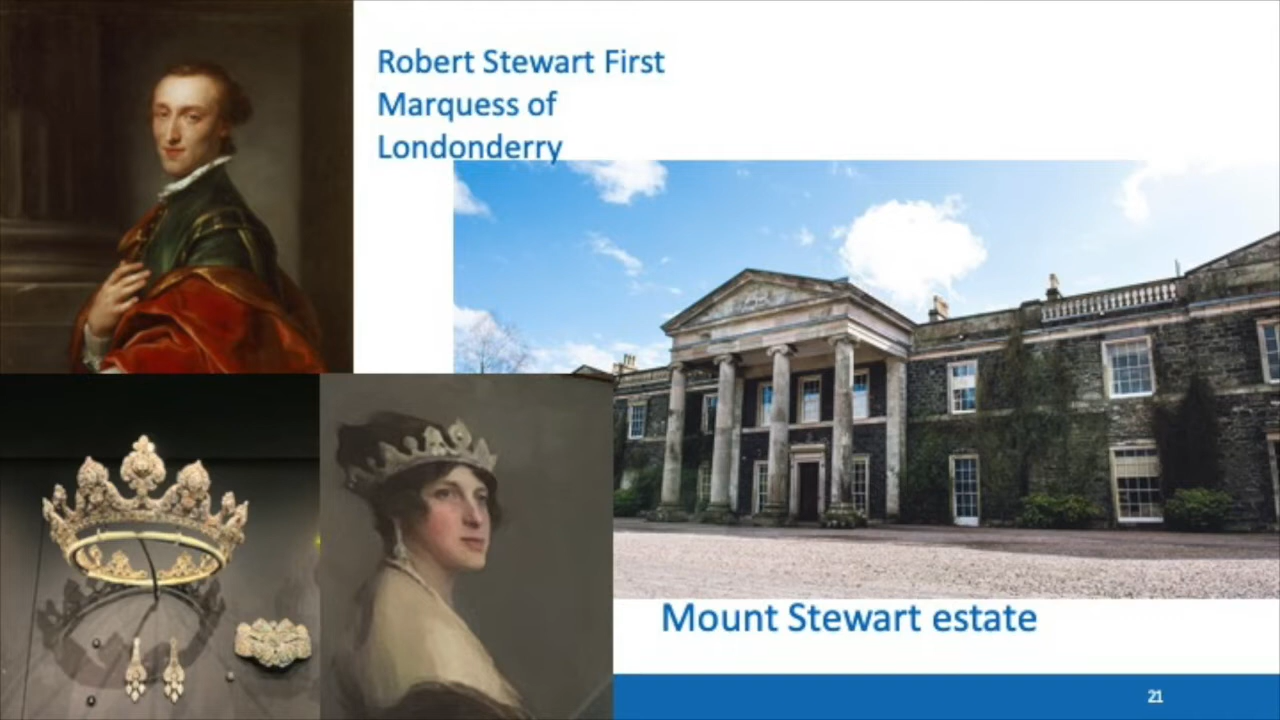 Robert Stewart First
Marquess of
Londonderry
Mount Stewart estate
21